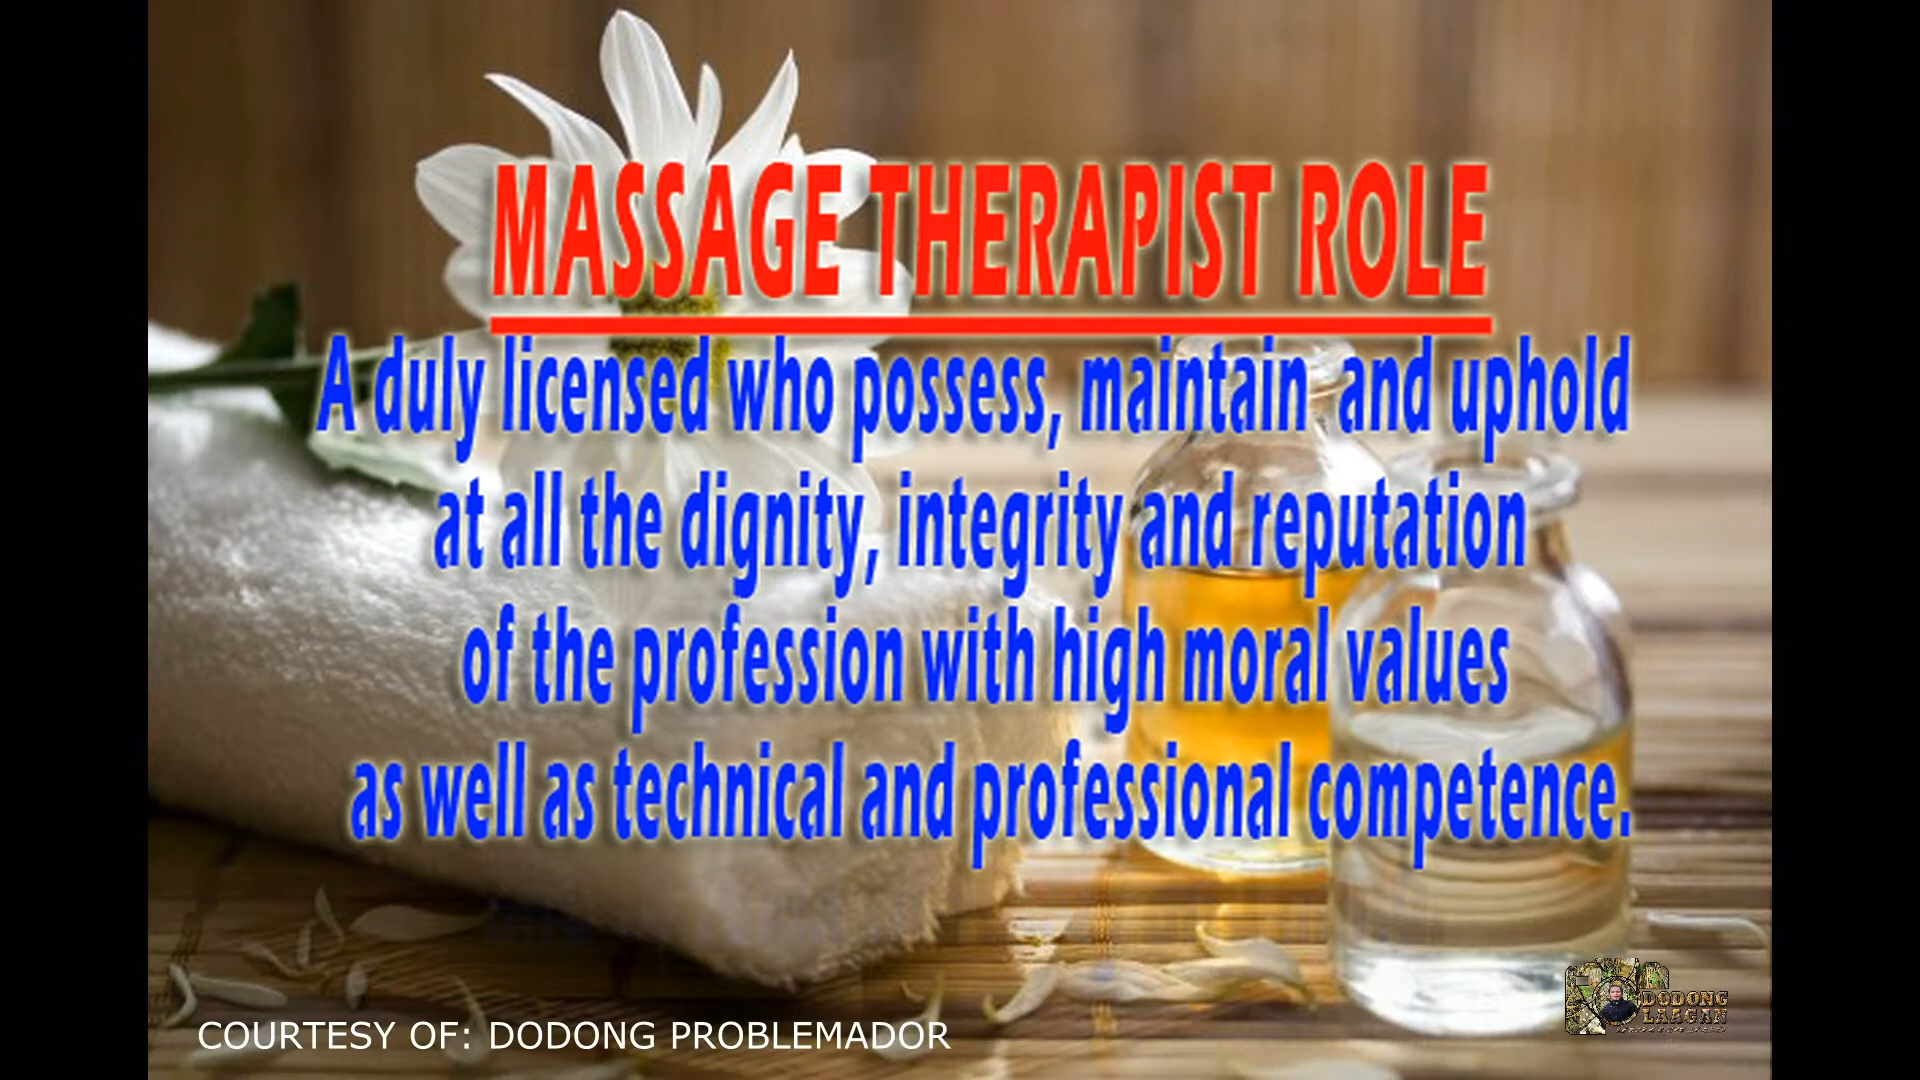 MASSAGE THERAPIST ROLE
A duly licensed who possess, maintain and uphold
at all the dignity, integrity and reputation
of the profession with high moral values
as well as technical and professional competence.
COURTESY OF: DODONG PROBLEMADOR
DODONG
LAAGAN